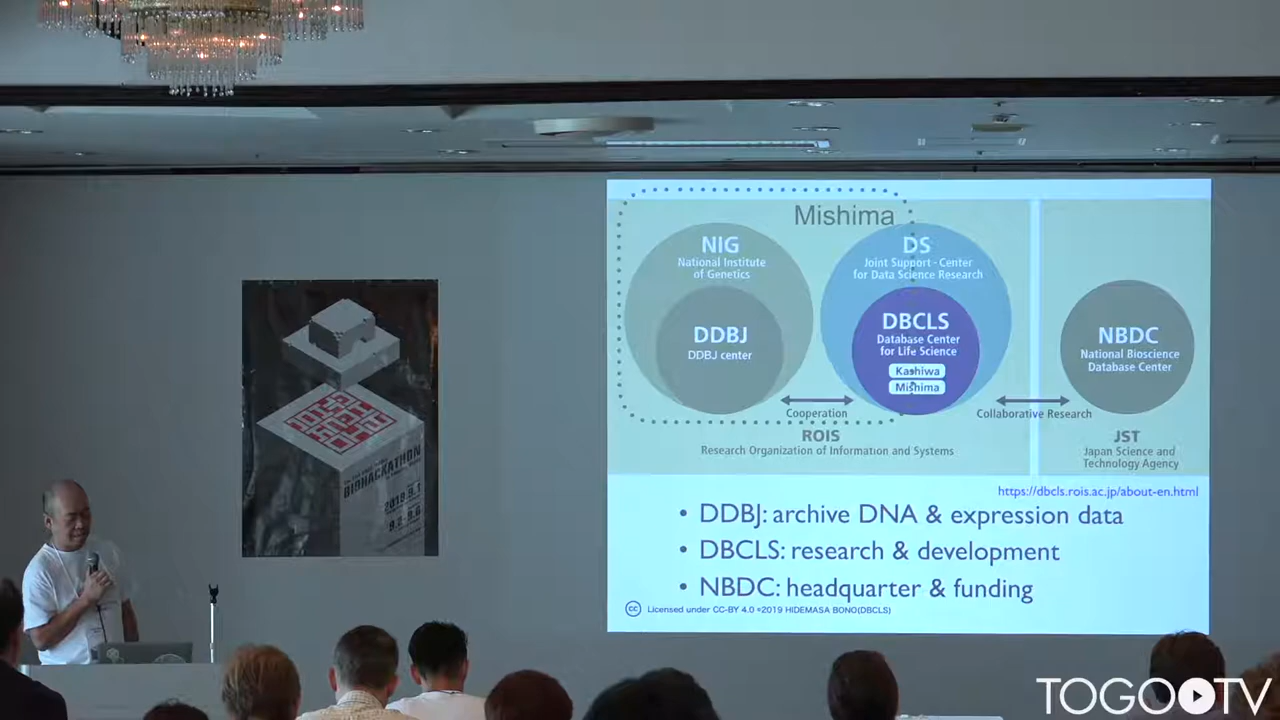 Mishima
NIG
National Institute
of Genetics
DDBJ
DDBJ center
DS
Joint Support-Center
for Data Science Research
DBCLS
Database Center
for Life Science
Kashiwa
Mishima
NBDC
National Bioscience
Database Center
Cooperation
Collaborative Research
ROIS
Research Organization of Information and Systems
JST
Japan Science and
Technology Agency
https://dbcls.rois.ac.jp/about-en.html
• DDBJ: archive DNA & expression data
• DBCLS: research & development
• NBDC: headquarter & funding
cc Licensed under CC-BY 4.0 ©2019 HIDEMASA BONO(DBCLS)
BIOHACKATHON
2019.9.1
TOGOTV